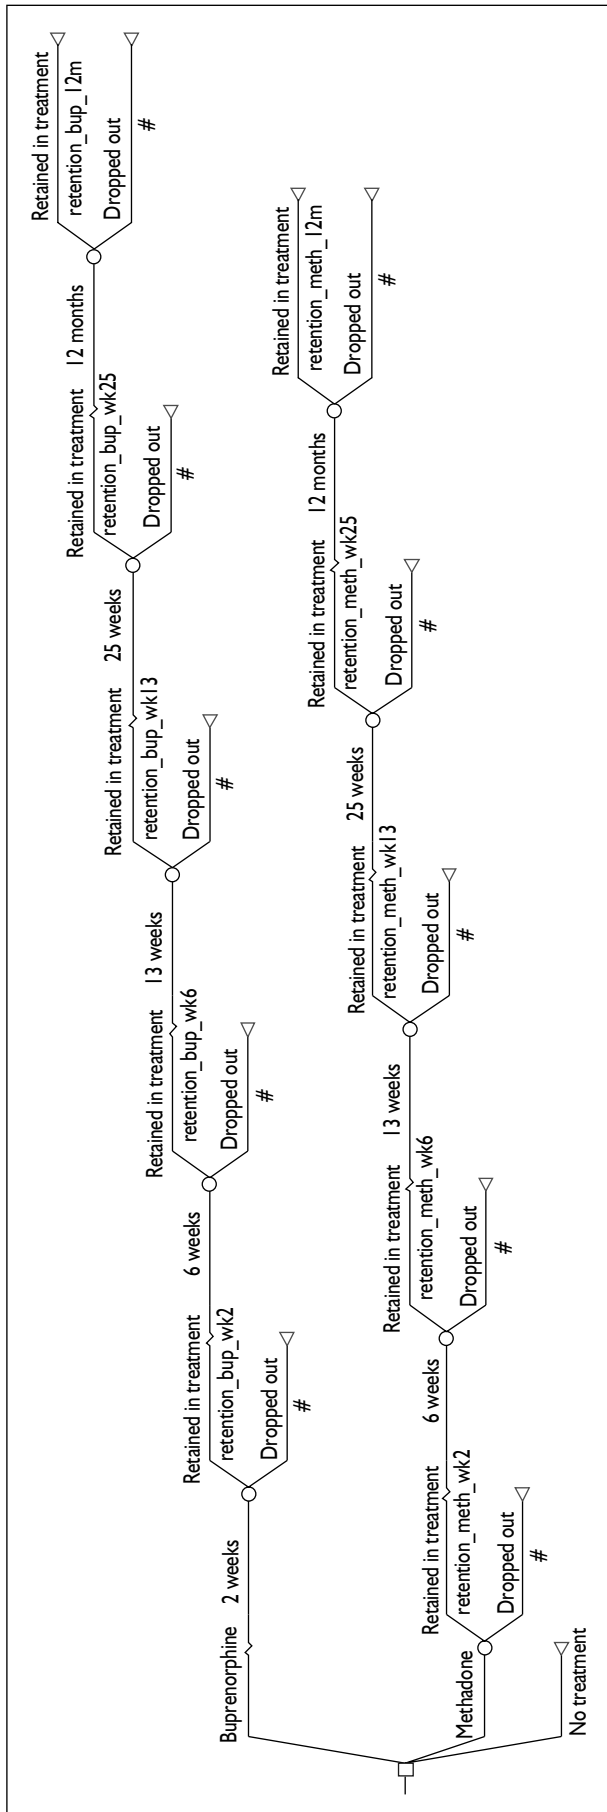 Buprenorphine
2 weeks
Retained in treatment
retention_bup_wk2
Dropped out
#
6 weeks
Retained in treatment
retention_bup_wk6
Dropped out
#
13 weeks
Retained in treatment
retention_bup_wk13
Dropped out
#
25 weeks
Retained in treatment
retention_bup_wk25
Dropped out
#
12 months
Retained in treatment
retention_bup_12m
Dropped out
#
Methadone
Retained in treatment
retention_meth_wk2
Dropped out
#
6 weeks
Retained in treatment
retention_meth_wk6
Dropped out
#
13 weeks
Retained in treatment
retention_meth_wk13
Dropped out
#
25 weeks
Retained in treatment
retention_meth_wk25
Dropped out
#
12 months
Retained in treatment
retention_meth_12m
Dropped out
#
No treatment